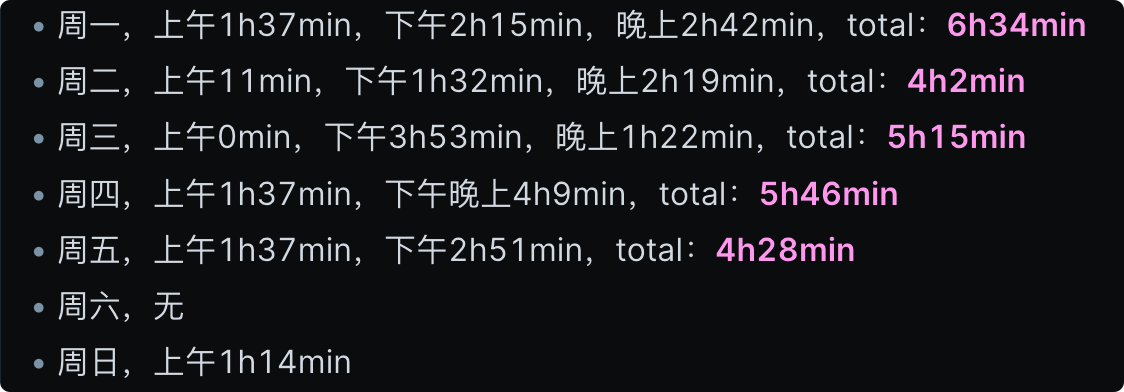 周一，上午1h37min，下午2h15min，晚上2h42min，total：6h34min
周二，上午11min，下午1h32min，晚上2h19min，total：4h2min
周三，上午0min，下午3h53min，晚上1h22min，total：5h15min
周四，上午1h37min，下午晚上4h9min，total：5h46min
周五，上午1h37min，下午2h51min，total：4h28min
周六，无
周日，上午1h14min